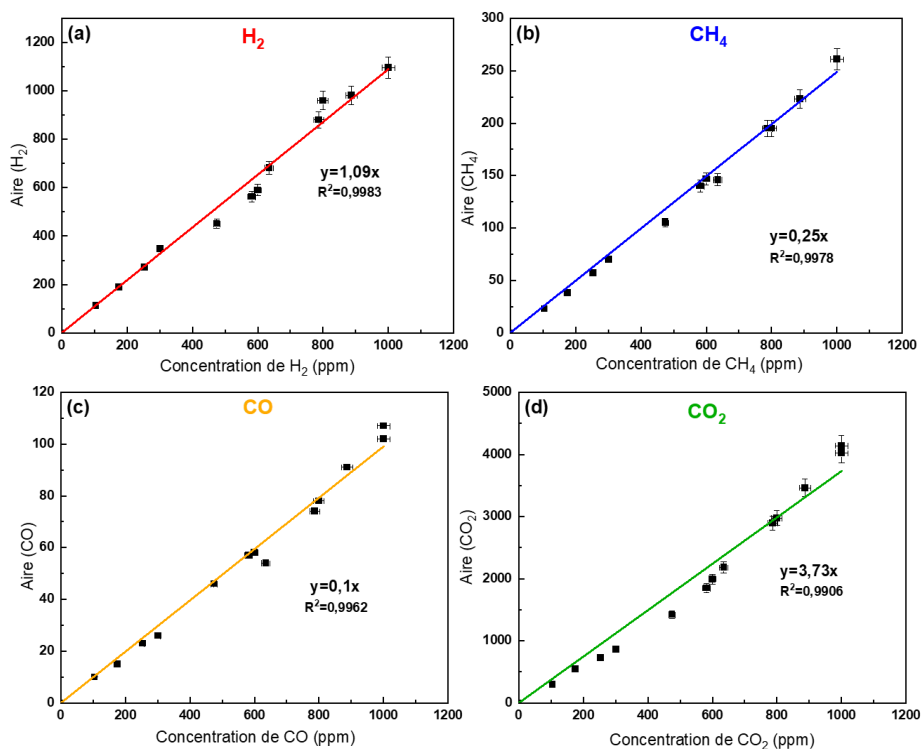 (a)
H₂
Aire (H₂)
1200
1000
800
600
400
200
0
y=1,09x
R²=0,9983
0 200 400 600 800 1000 1200
Concentration de H₂ (ppm)
(b)
CH₄
Aire (CH₄)
300
250
200
150
100
50
0
y=0,25x
R²=0,9978
0 200 400 600 800 1000 1200
Concentration de CH₄ (ppm)
(c)
CO
Aire (CO)
120
100
80
60
40
20
0
y=0,1x
R²=0,9962
0 200 400 600 800 1000 1200
Concentration de CO (ppm)
(d)
CO₂
Aire (CO₂)
5000
4000
3000
2000
1000
0
y=3,73x
R²=0,9906
0 200 400 600 800 1000 1200
Concentration de CO₂ (ppm)